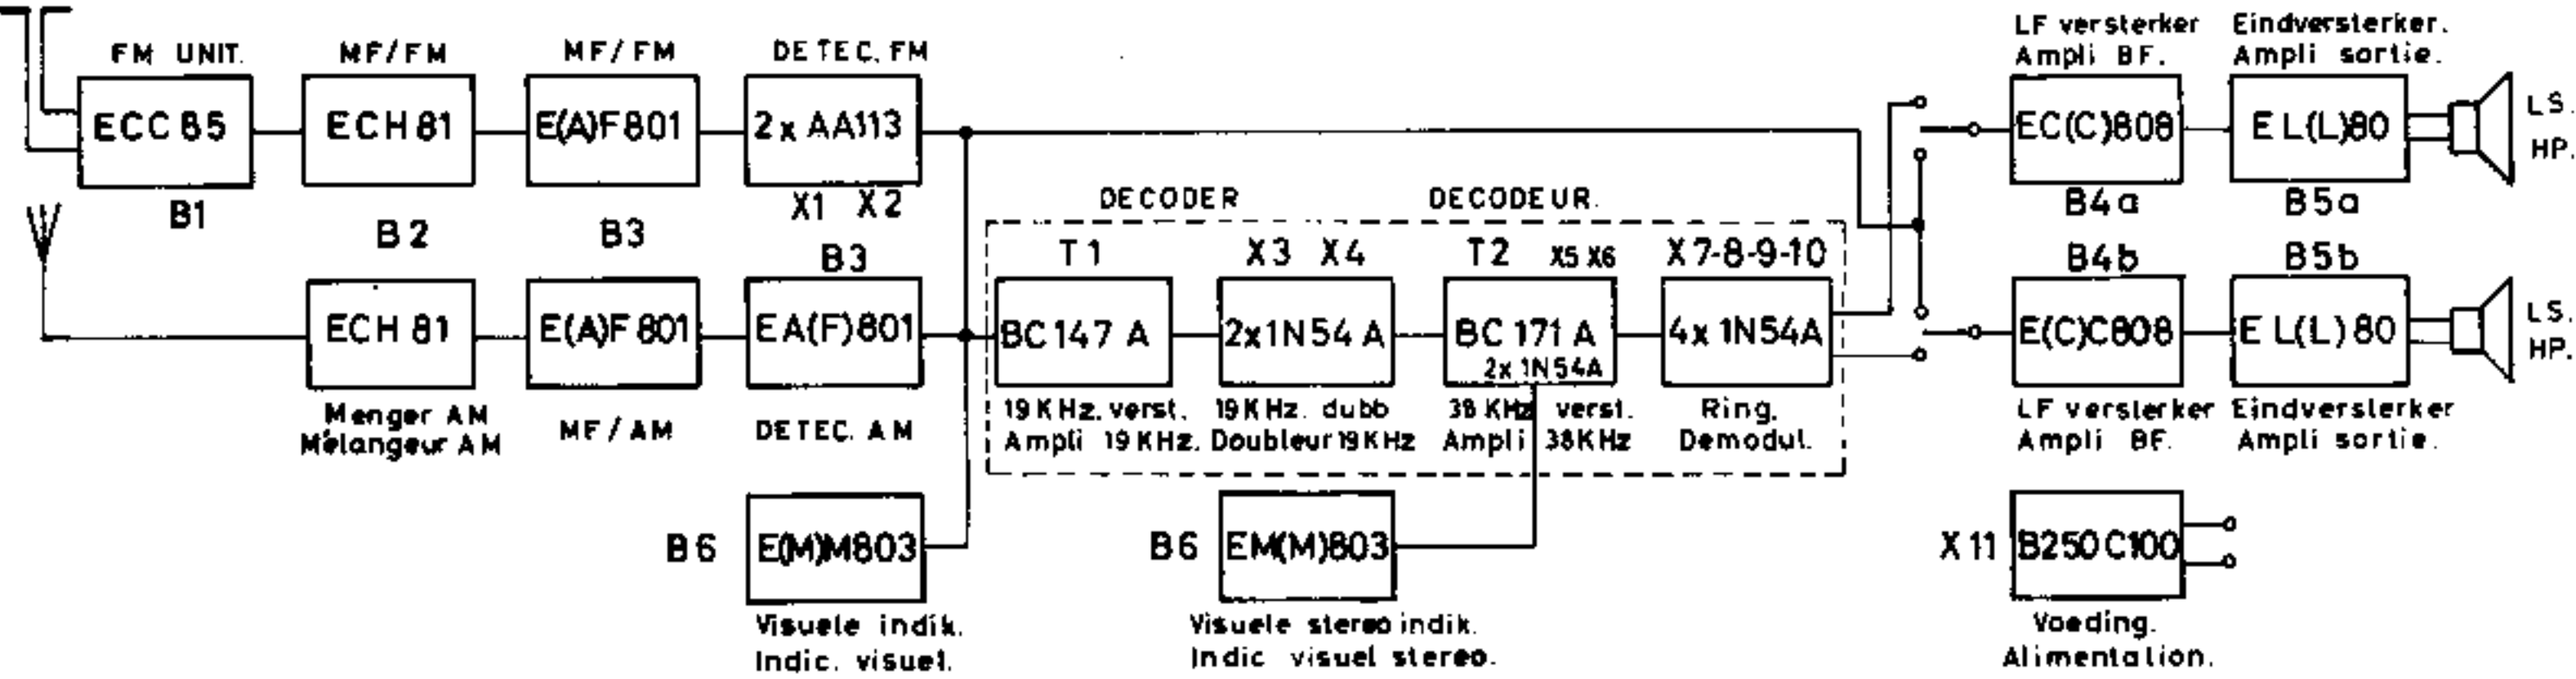 LF versterker
Ampli BF.
Eindversterker.
Ampli sortie.
FM UNIT.
MF/FM
MF/FM
DETEC. FM
ECC 85
ECH 81
E(A)F 801
2x AA113
EC(C)808
EL(L)80
LS.
HP.
B1
X1 X2
B4a
B5a
DECODER
DECODEUR.
B2
B3
B3
T1
X3 X4
T2
X5 X6
X7-8-9-10
B4b
B5b
ECH 81
E(A)F 801
EA(F)801
BC 147 A
2x1N54A
BC 171 A
2x 1N54A
4x 1N54A
E(C)C808
EL(L)80
LS.
HP.
Menger AM
Mélangeur AM
MF/AM
DETEC. AM
19 KHz. verst.
Ampli 19 KHz.
19 KHz. dubb
Doubleur 19KHz
38 KHz verst.
Ampli 38KHz
Ring.
Demodul.
LF versterker
Ampli BF.
Eindversterker
Ampli sortie.
B6
E(M)M803
B6
EM(M)803
X11
B250 C100
Visuele indik.
Indic. visuel.
Visuele stereo indik.
Indic visuel stereo.
Voeding.
Alimentation.